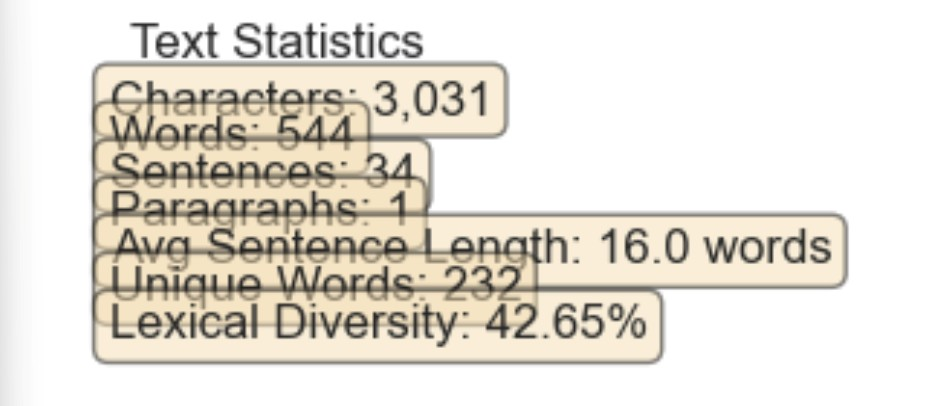 Text Statistics
Characters: 3,031
Words: 544
Sentences: 34
Paragraphs: 1
Avg Sentence Length: 16.0 words
Unique Words: 232
Lexical Diversity: 42.65%